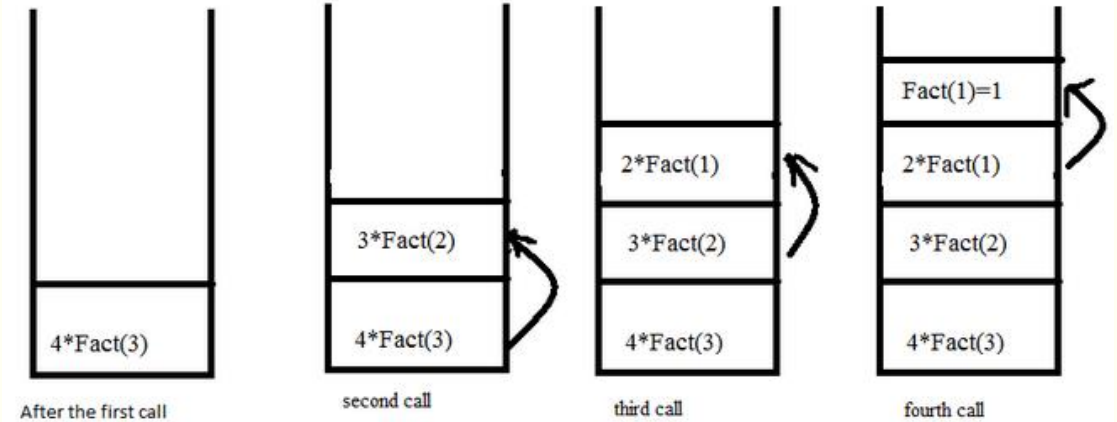 4*Fact(3)
After the first call
3*Fact(2)
4*Fact(3)
second call
2*Fact(1)
3*Fact(2)
4*Fact(3)
third call
Fact(1)=1
2*Fact(1)
3*Fact(2)
4*Fact(3)
fourth call